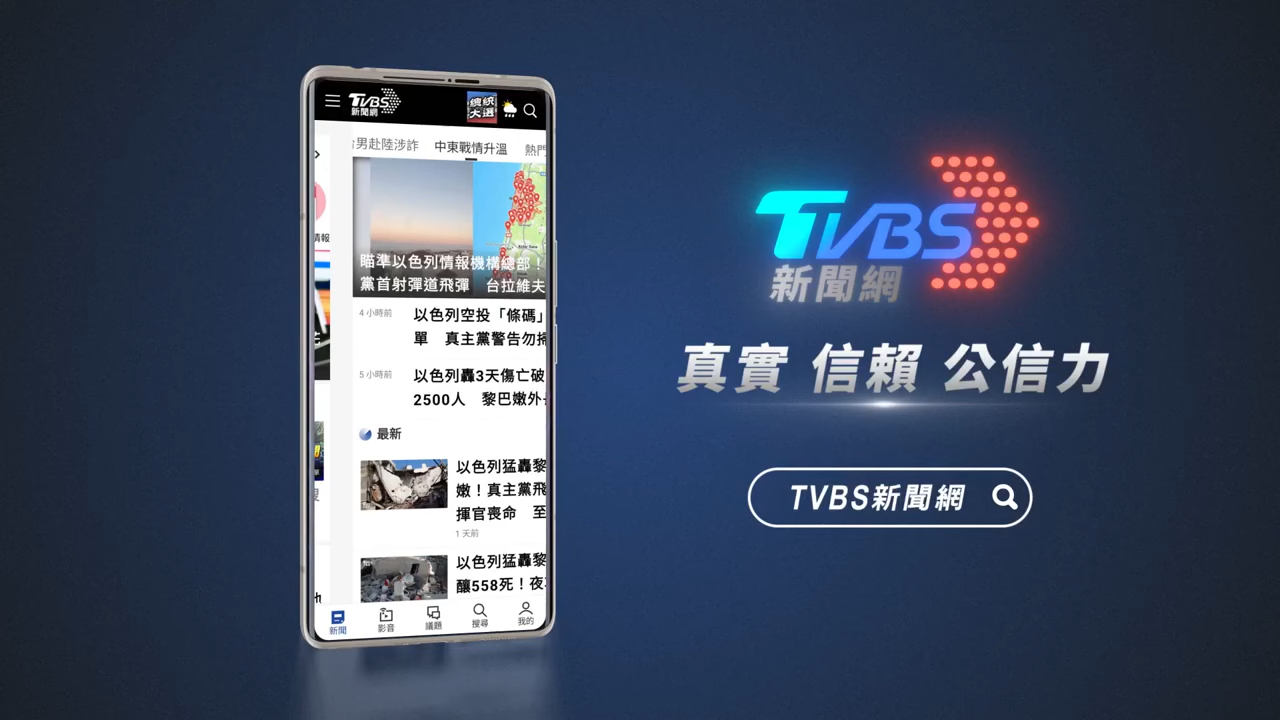 TVBS
新聞網
總統
大選
男赴陸涉詐
中東戰情升溫
熱門
情報
瞄準以色列情報機構總部！
黨首射彈道飛彈 台拉維夫
4 小時前
以色列空投「條碼」
單 真主黨警告勿掃
5 小時前
以色列轟3天傷亡破
2500人 黎巴嫩外
最新
以色列猛轟黎
嫩！真主黨飛
揮官喪命 至
1 天前
以色列猛轟黎
釀558死！夜
新聞
影音
議題
搜尋
我的
TVBS
新聞網
真實 信賴 公信力
TVBS新聞網